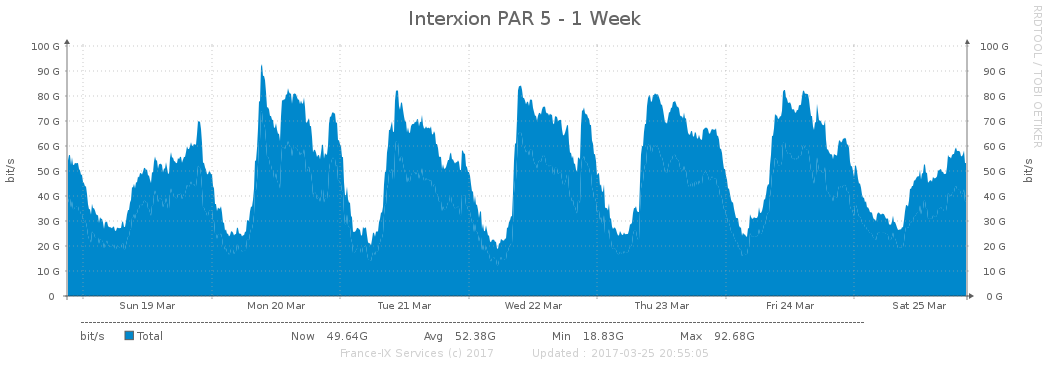 Interxion PAR 5 - 1 Week
RRDTOOL / TOBI OETIKER
100 G 100 G
90 G 90 G
80 G 80 G
70 G 70 G
60 G 60 G
50 G 50 G
40 G 40 G
30 G 30 G
20 G 20 G
10 G 10 G
0 0 G
bit/s
bit/s
Sun 19 Mar Mon 20 Mar Tue 21 Mar Wed 22 Mar Thu 23 Mar Fri 24 Mar Sat 25 Mar
bit/s Total Now 49.64G Avg 52.38G Min 18.83G Max 92.68G
France-IX Services (c) 2017 Updated : 2017-03-25 20:55:05